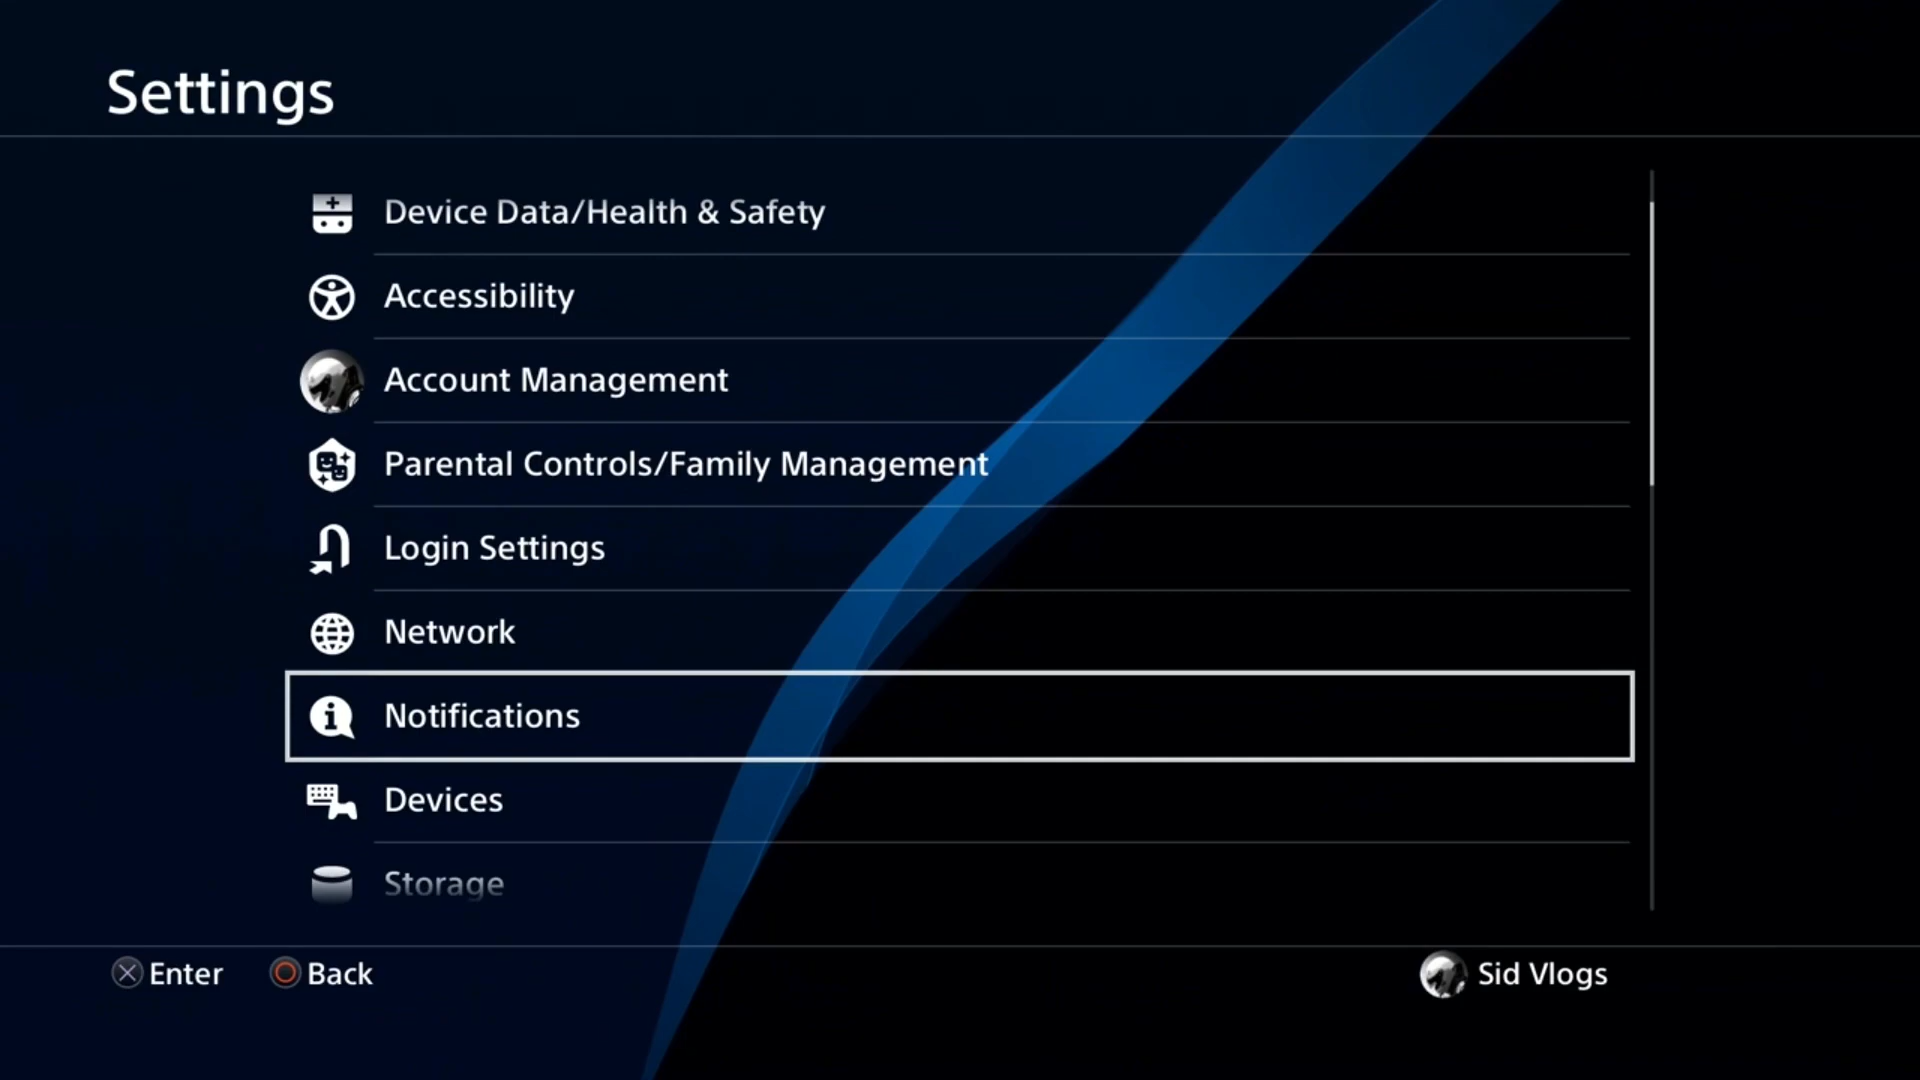 Settings
Device Data/Health & Safety
Accessibility
Account Management
Parental Controls/Family Management
Login Settings
Network
Notifications
Devices
Storage
Enter Back Sid Vlogs